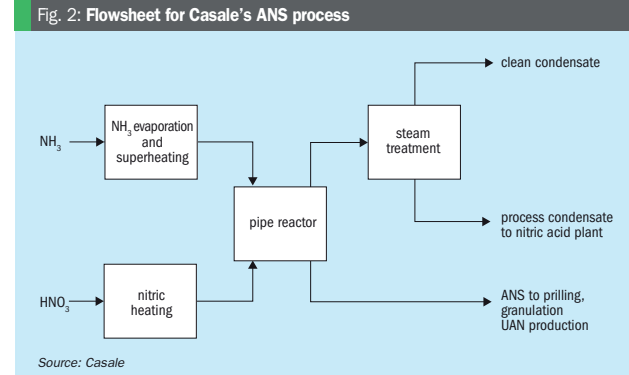 Fig. 2: Flowsheet for Casale's ANS process
clean condensate
NH3
NH3 evaporation
and
superheating
steam
treatment
pipe reactor
process condensate
to nitric acid plant
HNO3
nitric
heating
ANS to prilling,
granulation
UAN production
Source: Casale